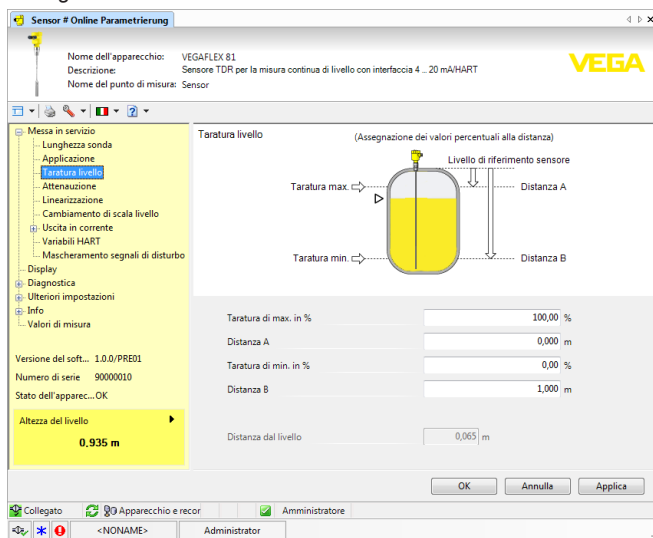 Sensor # Online Parametrierung
Nome dell'apparecchio: VEGAFLEX 81
Descrizione: Sensore TDR per la misura continua di livello con interfaccia 4 .. 20 mA/HART
Nome del punto di misura: Sensor
VEGA
Messa in servizio
Lunghezza sonda
Applicazione
Taratura livello
Attenuazione
Linearizzazione
Cambiamento di scala livello
Uscita in corrente
Variabili HART
Mascheramento segnali di disturbo
Display
Diagnostica
Ulteriori impostazioni
Info
Valori di misura
Versione del soft... 1.0.0/PRE01
Numero di serie 90000010
Stato dell'apparec... OK
Altezza del livello
0,935 m
Taratura livello
(Assegnazione dei valori percentuali alla distanza)
Livello di riferimento sensore
Taratura max.
Distanza A
Taratura min.
Distanza B
Taratura di max. in % 100,00 %
Distanza A 0,000 m
Taratura di min. in % 0,00 %
Distanza B 1,000 m
Distanza dal livello 0,065 m
OK Annulla Applica
Collegato Apparecchio e recor Amministratore
<NONAME> Administrator